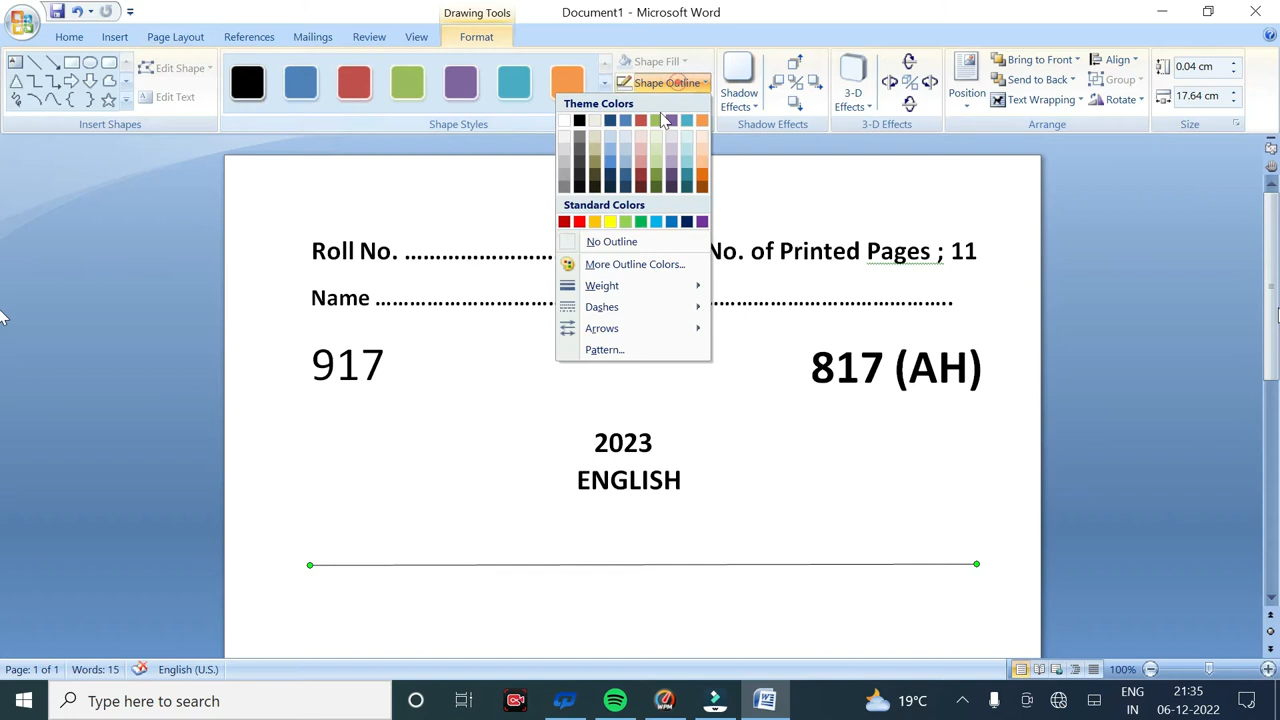 Drawing Tools
Document1 - Microsoft Word
Home Insert Page Layout References Mailings Review View Format
Edit Shape
Edit Text
Shape Fill
Shape Outline
Shadow Effects
3-D Effects
Position
Bring to Front
Send to Back
Text Wrapping
Align
Group
Rotate
0.04 cm
17.64 cm
Insert Shapes
Shape Styles
Shadow Effects
3-D Effects
Arrange
Size
Theme Colors
Standard Colors
No Outline
More Outline Colors...
Weight
Dashes
Arrows
Pattern...
Roll No. ………………………
No. of Printed Pages ; 11
Name ……………………………………………………………………..
917
817 (AH)
2023
ENGLISH
Page: 1 of 1 Words: 15 English (U.S.) 100%
Type here to search
WPM
19°C
ENG
IN
21:35
06-12-2022